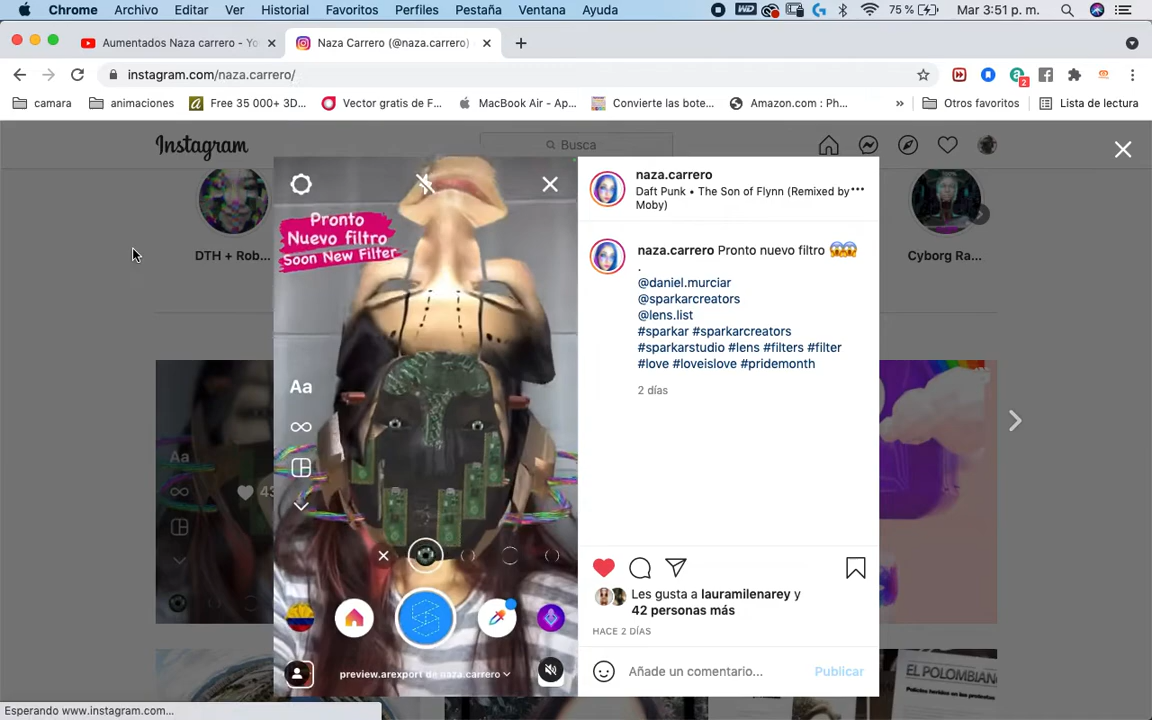 Chrome Archivo Editar Ver Historial Favoritos Perfiles Pestaña Ventana Ayuda 75 % Mar 3:51 p. m.
Aumentados Naza carrero - Yo
Naza Carrero (@naza.carrero)
instagram.com/naza.carrero/
2
camara animaciones Free 35 000+ 3D... Vector gratis de F... MacBook Air - Ap... Convierte las bote... Amazon.com : Ph... » Otros favoritos Lista de lectura
Instagram
Busca
DTH + Rob...
Cyborg Ra...
Pronto
Nuevo filtro
Soon New Filter
Aa
Aa
43
preview.arexport de naza.carrero
naza.carrero
Daft Punk • The Son of Flynn (Remixed by
Moby)
naza.carrero Pronto nuevo filtro 😱😱
.
@daniel.murciar
@sparkarcreators
@lens.list
#sparkar #sparkarcreators
#sparkarstudio #lens #filters #filter
#love #loveislove #pridemonth
2 días
Les gusta a lauramilenarey y
42 personas más
HACE 2 DÍAS
Añade un comentario... Publicar
EL POLOMBIAN
Esperando www.instagram.com...